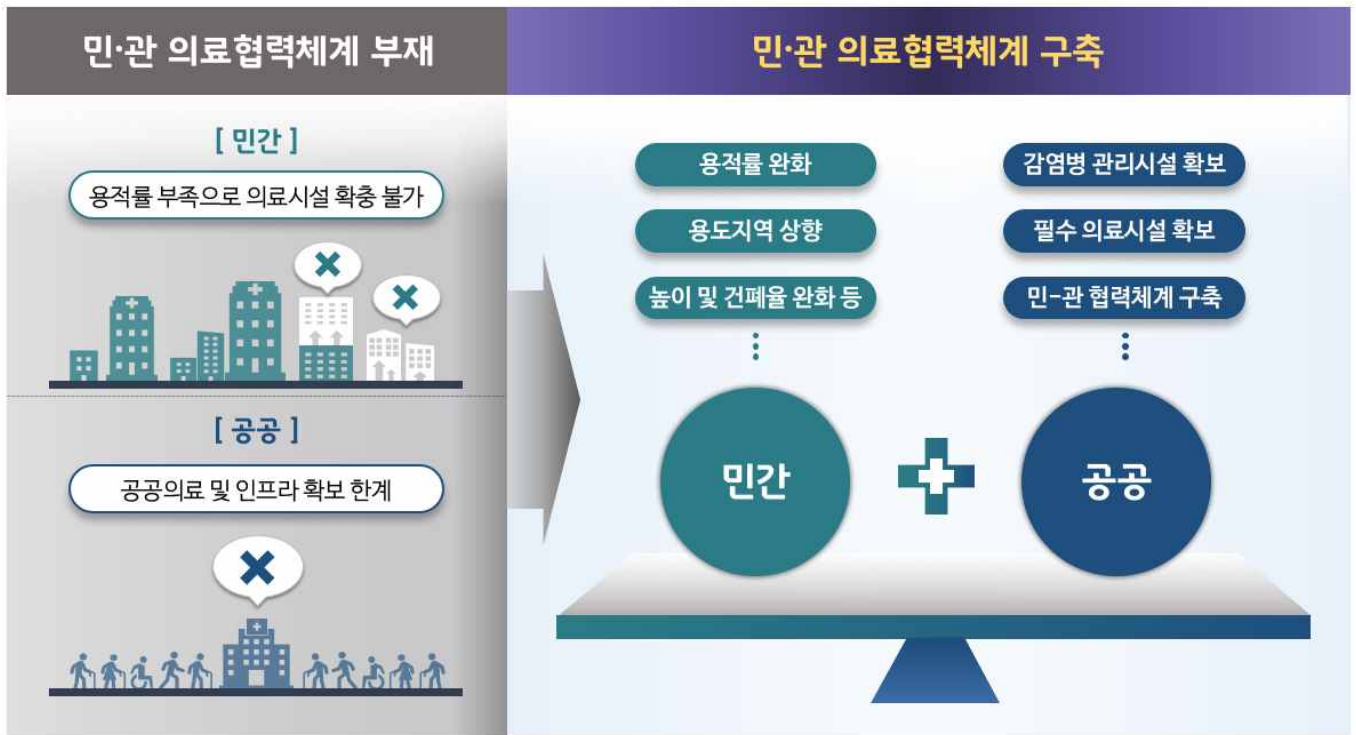 민·관 의료협력체계 부재
[ 민간 ]
용적률 부족으로 의료시설 확충 불가
[ 공공 ]
공공의료 및 인프라 확보 한계
민·관 의료협력체계 구축
용적률 완화
용도지역 상향
높이 및 건폐율 완화 등
감염병 관리시설 확보
필수 의료시설 확보
민-관 협력체계 구축
민간
공공